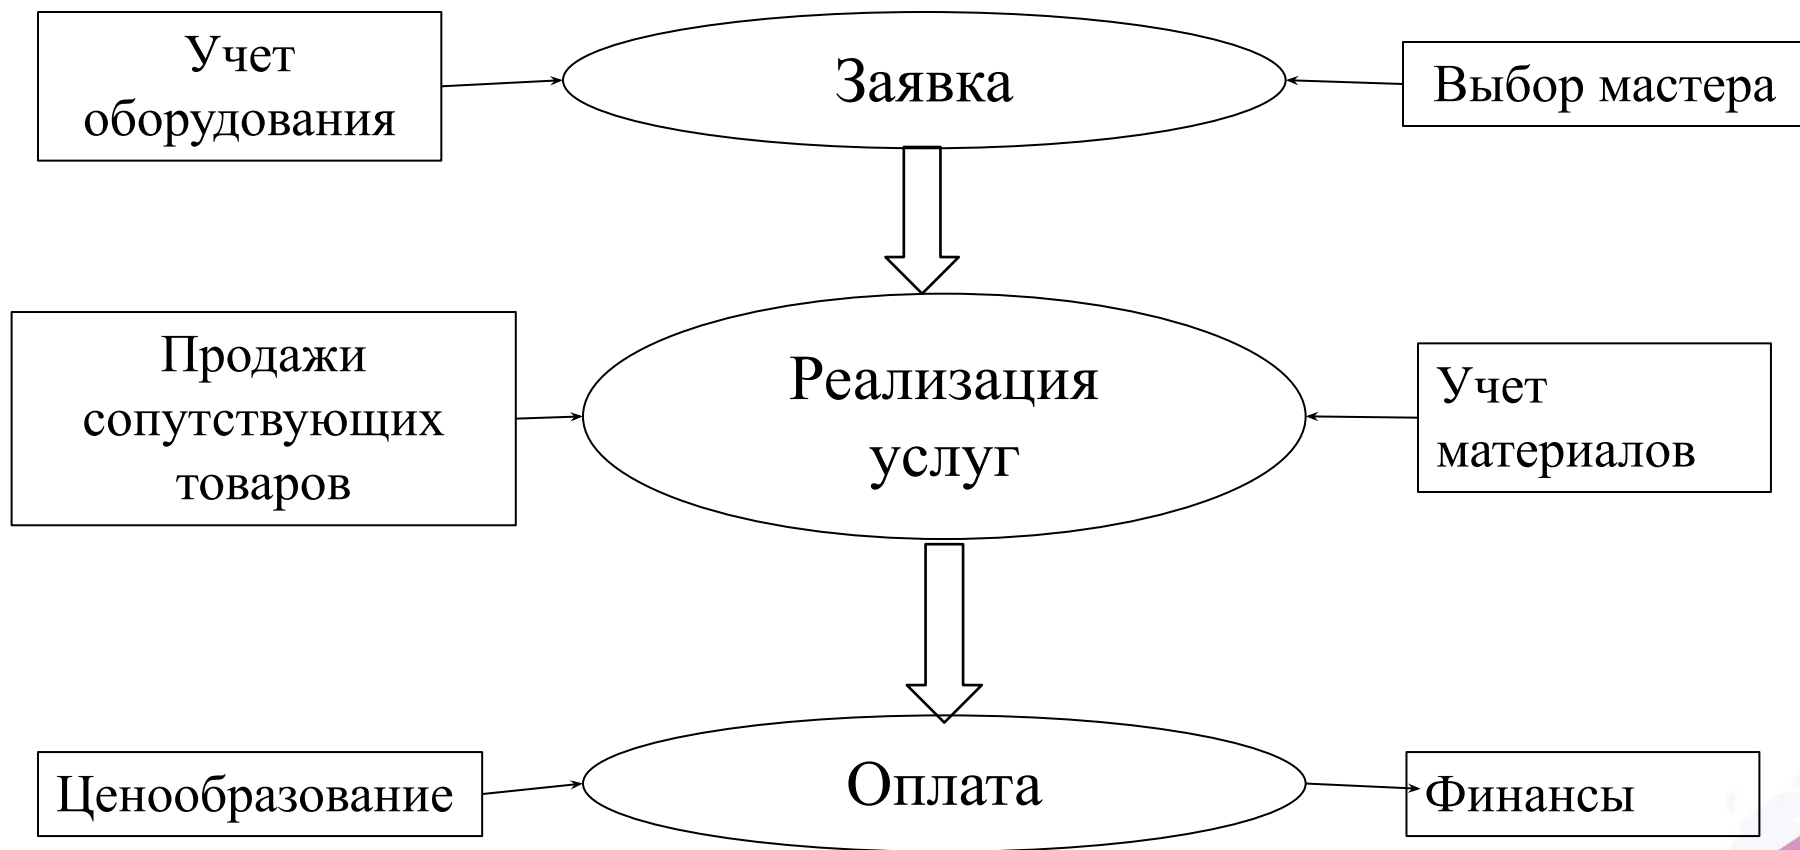 Учет
оборудования
Заявка
Выбор мастера
Продажи
сопутствующих
товаров
Реализация
услуг
Учет
материалов
Ценообразование
Оплата
Финансы